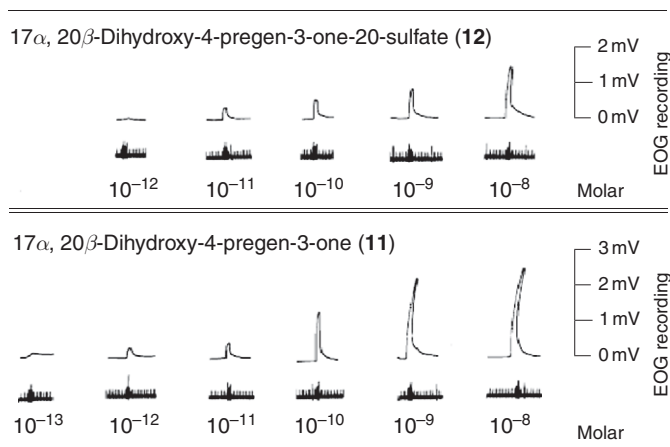 17α, 20β-Dihydroxy-4-pregen-3-one-20-sulfate (12)
2 mV
1 mV
0 mV
EOG recording
10⁻¹² 10⁻¹¹ 10⁻¹⁰ 10⁻⁹ 10⁻⁸ Molar
17α, 20β-Dihydroxy-4-pregen-3-one (11)
3 mV
2 mV
1 mV
0 mV
EOG recording
10⁻¹³ 10⁻¹² 10⁻¹¹ 10⁻¹⁰ 10⁻⁹ 10⁻⁸ Molar